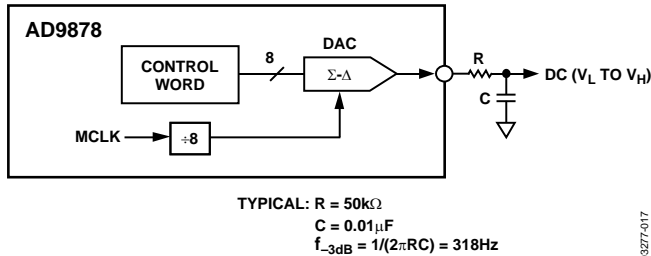 AD9878
DAC
CONTROL
WORD
8
Σ-Δ
R
DC (VL TO VH)
C
MCLK
÷8
TYPICAL: R = 50kΩ
C = 0.01µF
f–3dB = 1/(2πRC) = 318Hz
3277-017